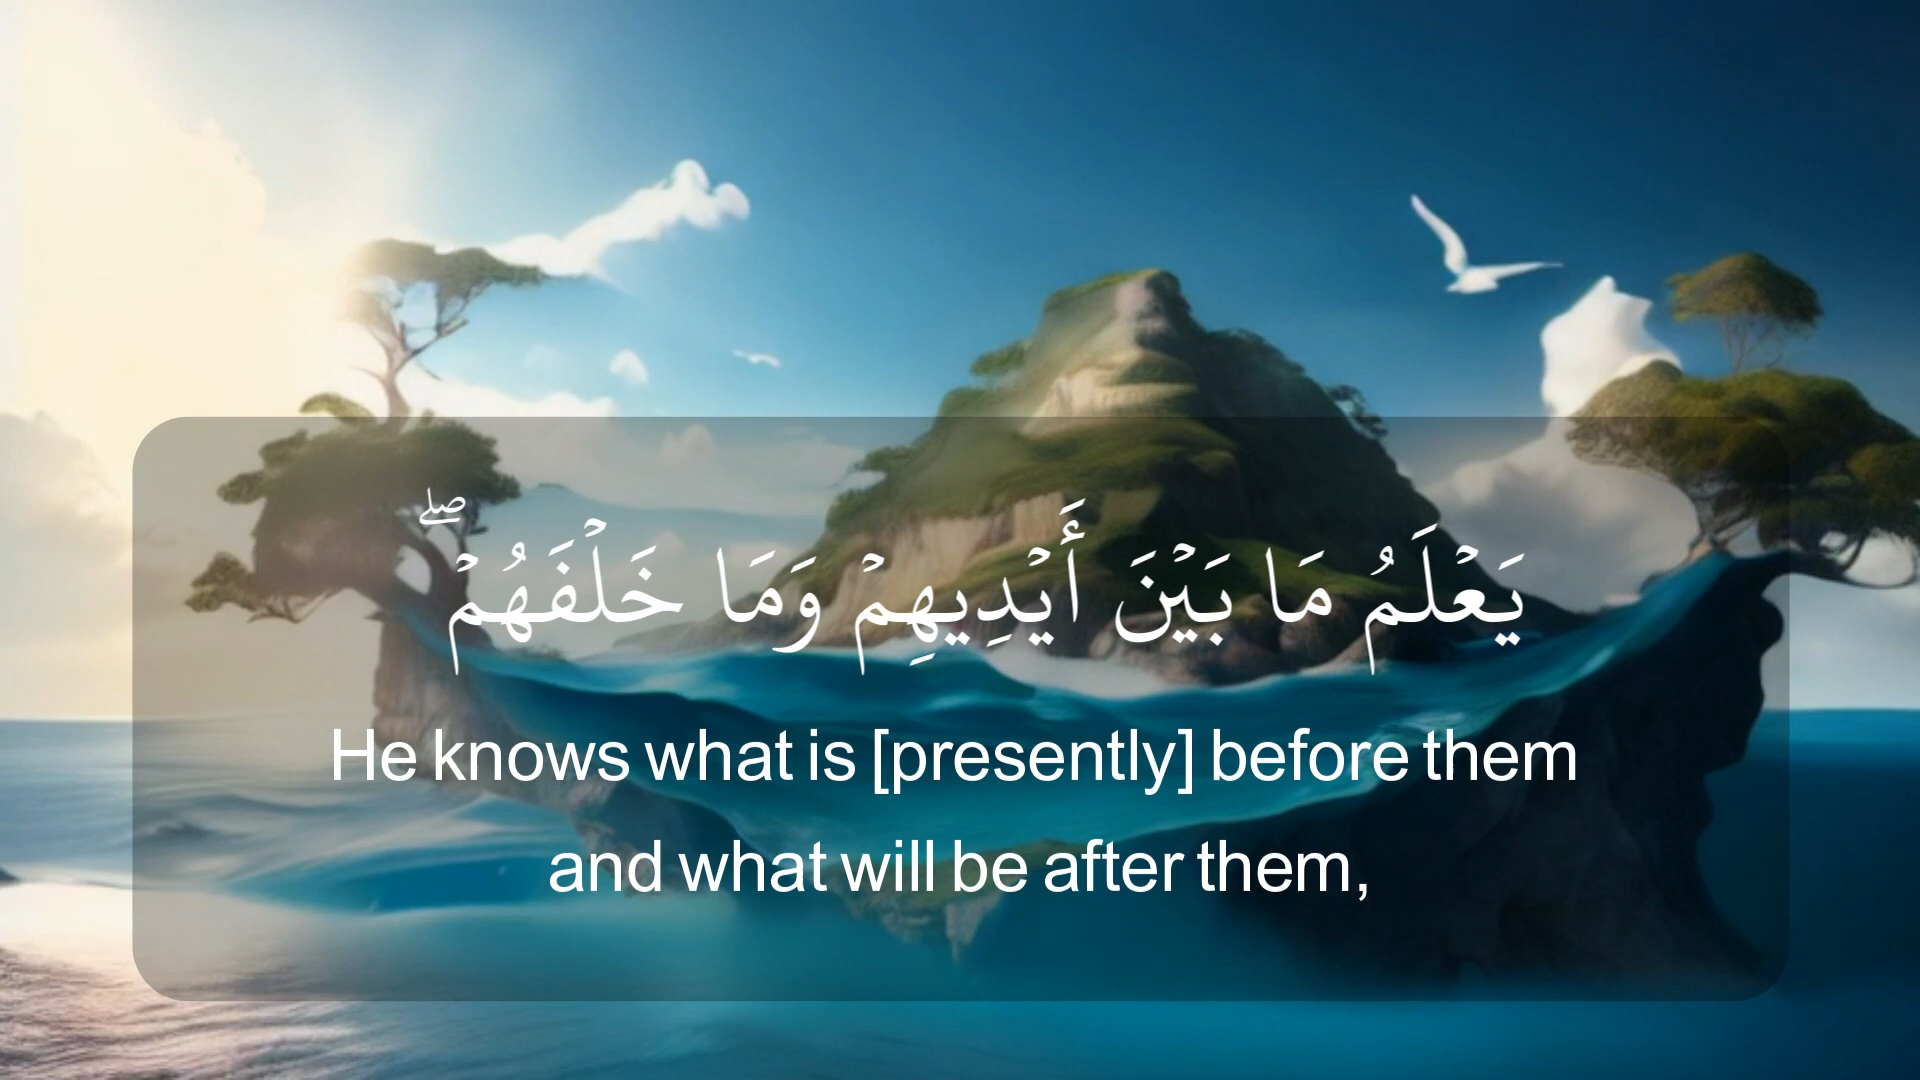 يَعْلَمُ مَا بَيْنَ أَيْدِيهِمْ وَمَا خَلْفَهُمْ ۖ
He knows what is [presently] before them
and what will be after them,